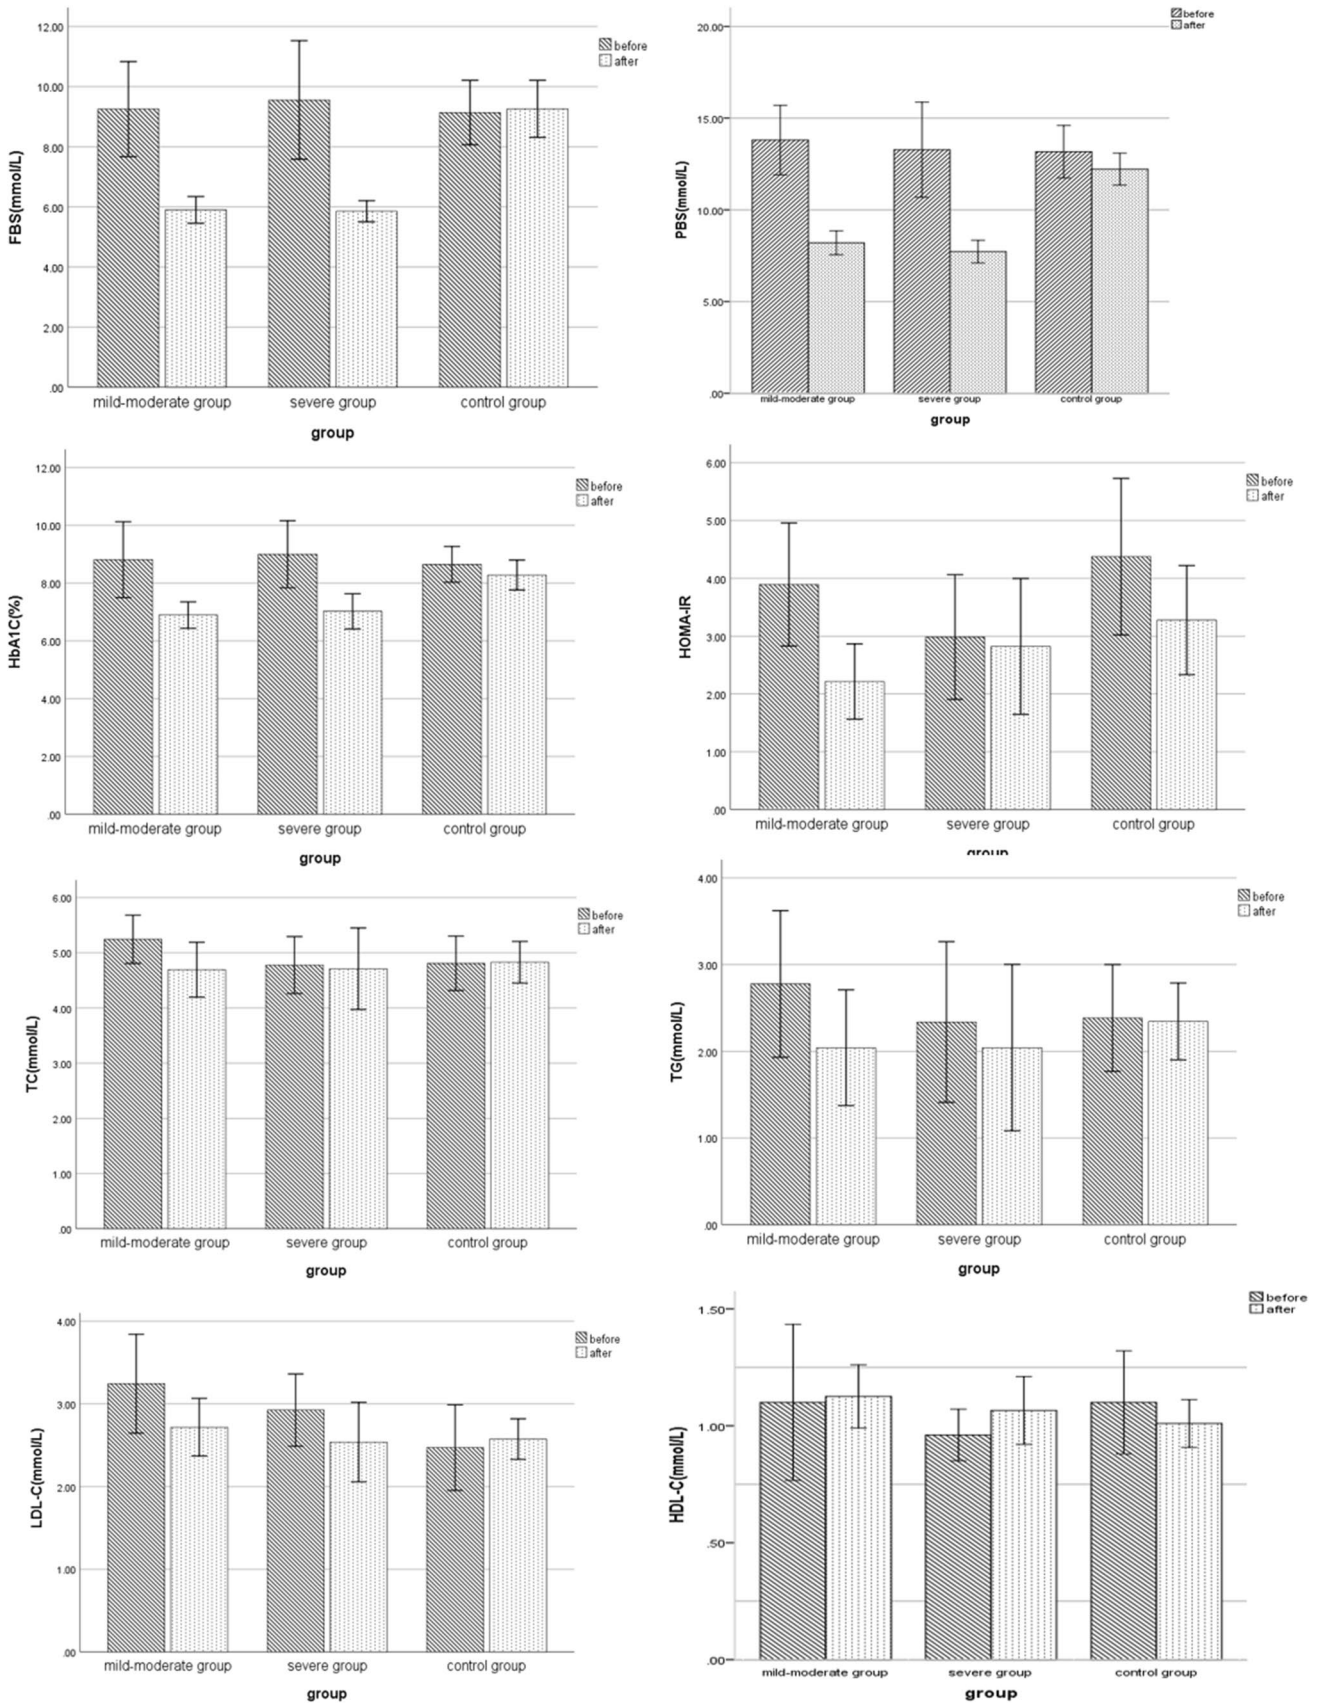 12.00
before
after
10.00
8.00
FBS(mmol/L)
6.00
4.00
2.00
.00
mild-moderate group severe group control group
group
before
after
20.00
15.00
PBS(mmol/L)
10.00
5.00
.00
mild-moderate group severe group control group
group
12.00
before
after
10.00
8.00
HbA1C(%)
6.00
4.00
2.00
.00
mild-moderate group severe group control group
group
6.00
before
after
5.00
4.00
HOMA-IR
3.00
2.00
1.00
.00
mild-moderate group severe group control group
group
6.00
before
after
5.00
4.00
TC(mmol/L)
3.00
2.00
1.00
.00
mild-moderate group severe group control group
group
4.00
before
after
3.00
TG(mmol/L)
2.00
1.00
.00
mild-moderate group severe group control group
group
4.00
before
after
3.00
LDL-C(mmol/L)
2.00
1.00
.00
mild-moderate group severe group control group
group
before
after
1.50
1.00
HDL-C(mmol/L)
.50
.00
mild-moderate group severe group control group
group